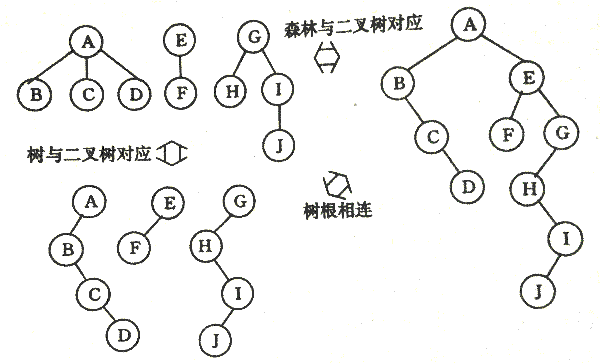 A E G 森林与二叉树对应 A
B C D F H I B E
J C F G
树与二叉树对应
D H
树根相连
A E G
B F H I
C I J
D J